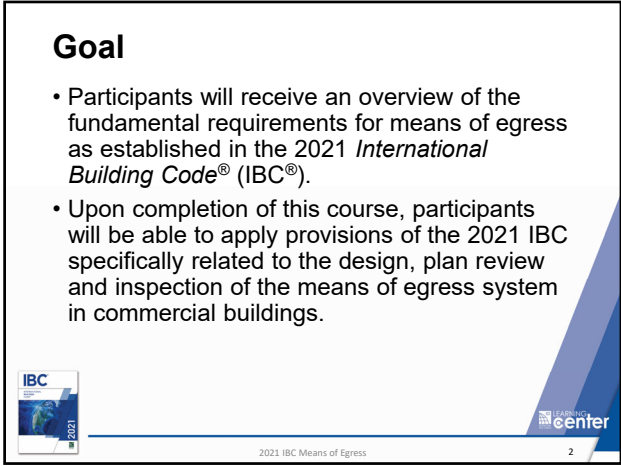 Goal
• Participants will receive an overview of the
fundamental requirements for means of egress
as established in the 2021 International
Building Code® (IBC®).
• Upon completion of this course, participants
will be able to apply provisions of the 2021 IBC
specifically related to the design, plan review
and inspection of the means of egress system
in commercial buildings.
IBC
2021
LEARNING
center
2021 IBC Means of Egress
2